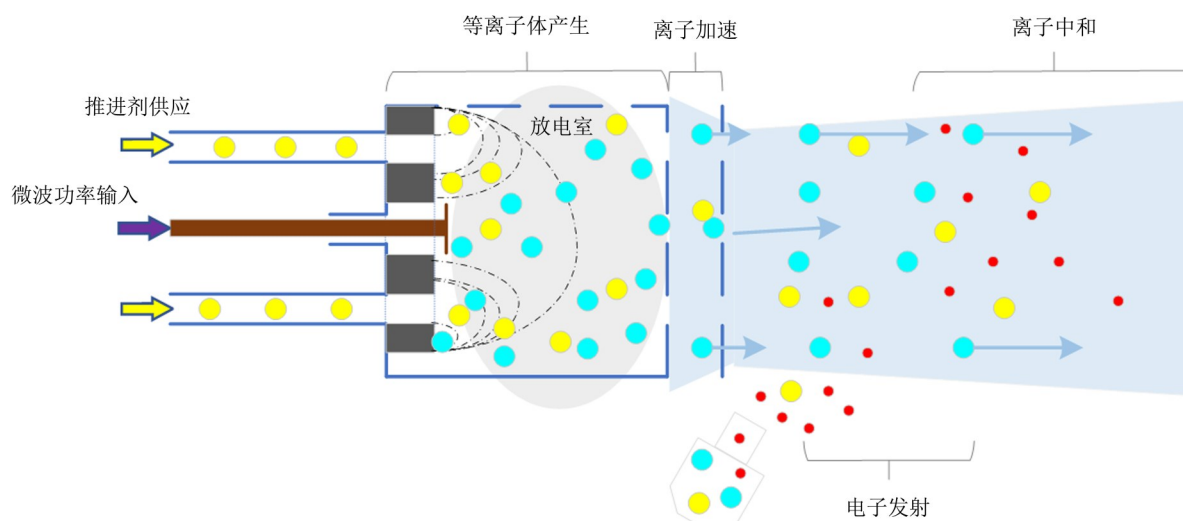 等离子体产生
离子加速
离子中和
推进剂供应
放电室
微波功率输入
电子发射